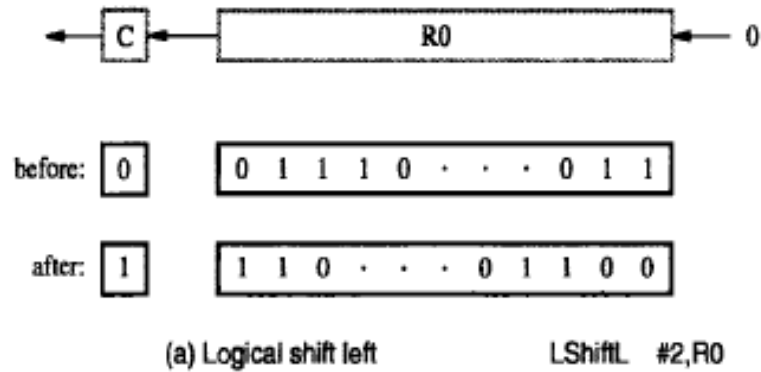 C R0 0
before: 0 0 1 1 1 0 · · · 0 1 1
after: 1 1 1 0 · · · 0 1 1 0 0
(a) Logical shift left LShiftL #2,R0